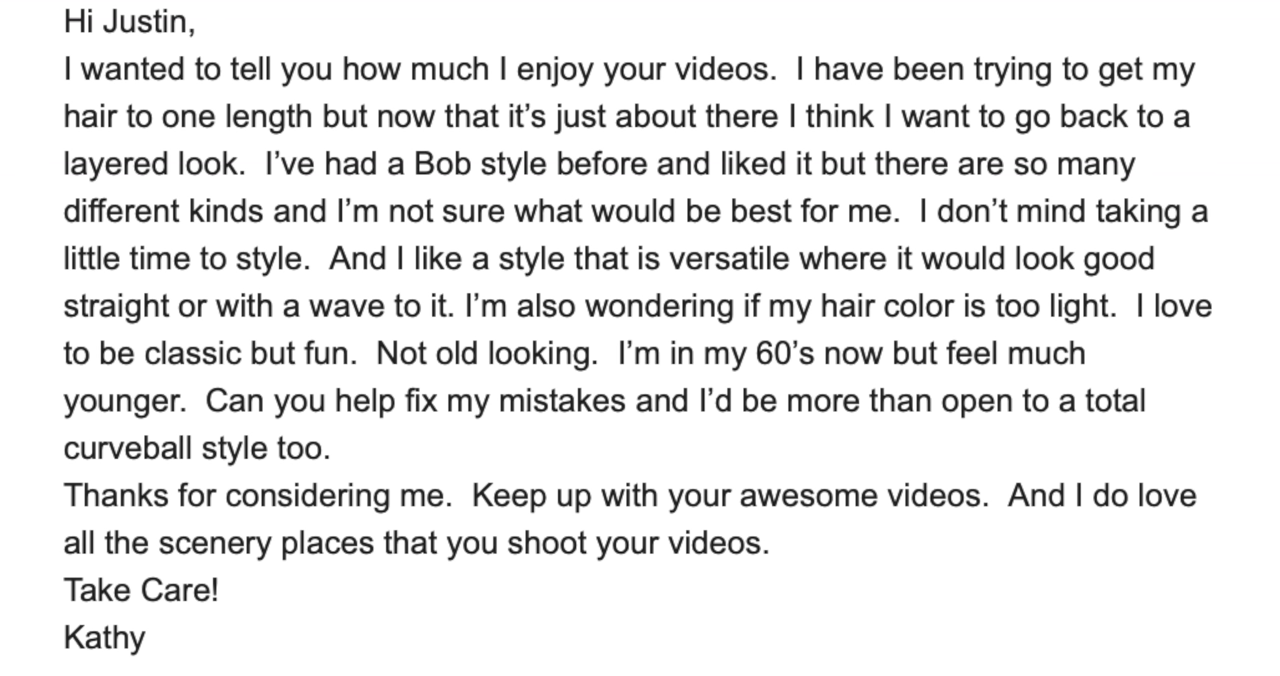 Hi Justin,
I wanted to tell you how much I enjoy your videos.  I have been trying to get my
hair to one length but now that it’s just about there I think I want to go back to a
layered look.  I’ve had a Bob style before and liked it but there are so many
different kinds and I’m not sure what would be best for me.  I don’t mind taking a
little time to style.  And I like a style that is versatile where it would look good
straight or with a wave to it. I’m also wondering if my hair color is too light.  I love
to be classic but fun.  Not old looking.  I’m in my 60’s now but feel much
younger.  Can you help fix my mistakes and I’d be more than open to a total
curveball style too.
Thanks for considering me.  Keep up with your awesome videos.  And I do love
all the scenery places that you shoot your videos.
Take Care!
Kathy